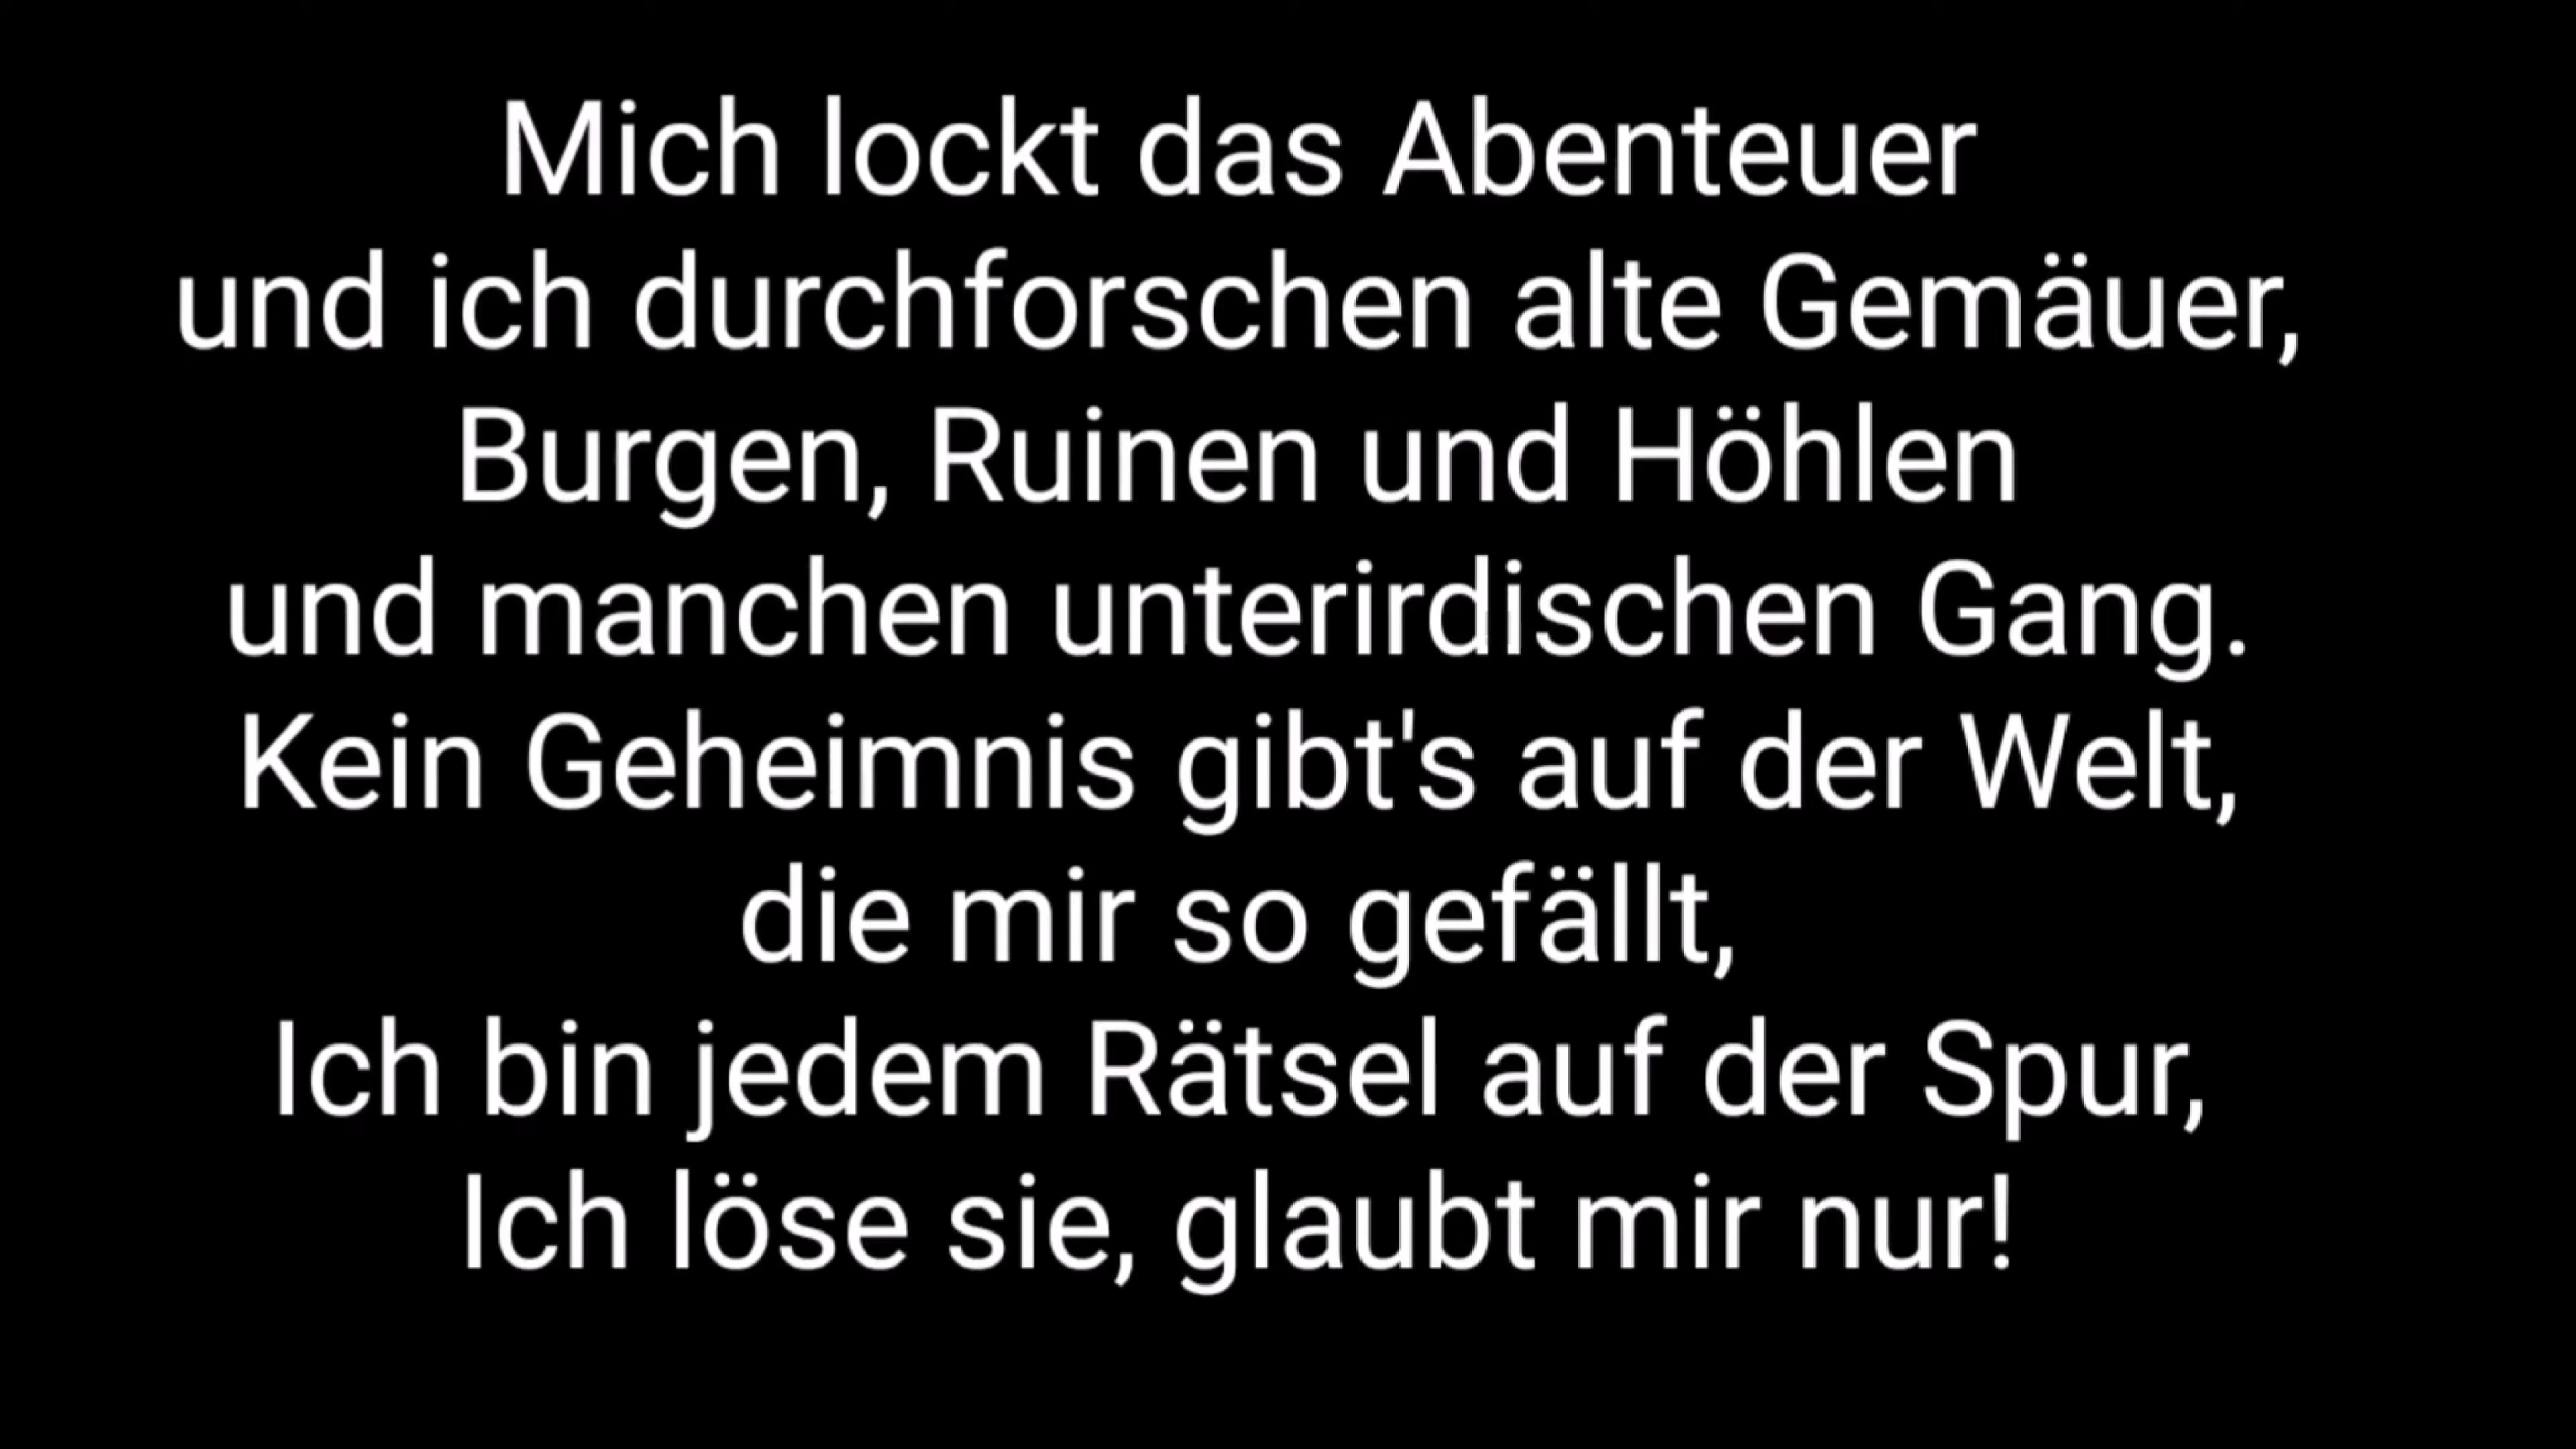 Mich lockt das Abenteuer
und ich durchforschen alte Gemäuer,
Burgen, Ruinen und Höhlen
und manchen unterirdischen Gang.
Kein Geheimnis gibt's auf der Welt,
die mir so gefällt,
Ich bin jedem Rätsel auf der Spur,
Ich löse sie, glaubt mir nur!